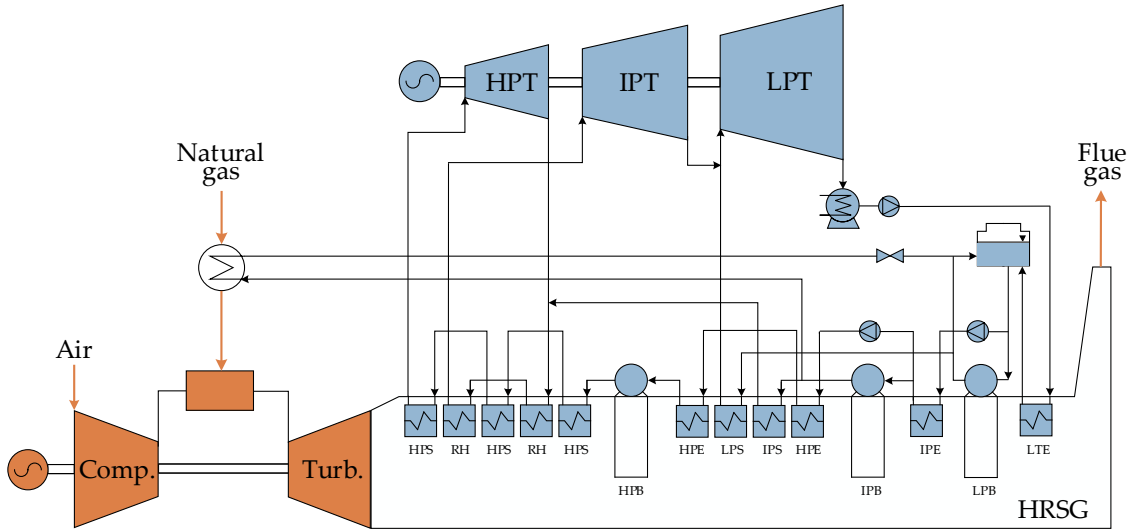 HPT
IPT
LPT
Natural
gas
Flue
gas
Air
Comp.
Turb.
HPS
RH
HPS
RH
HPS
HPB
HPE
LPS
IPS
HPE
IPB
IPE
LPB
LTE
HRSG